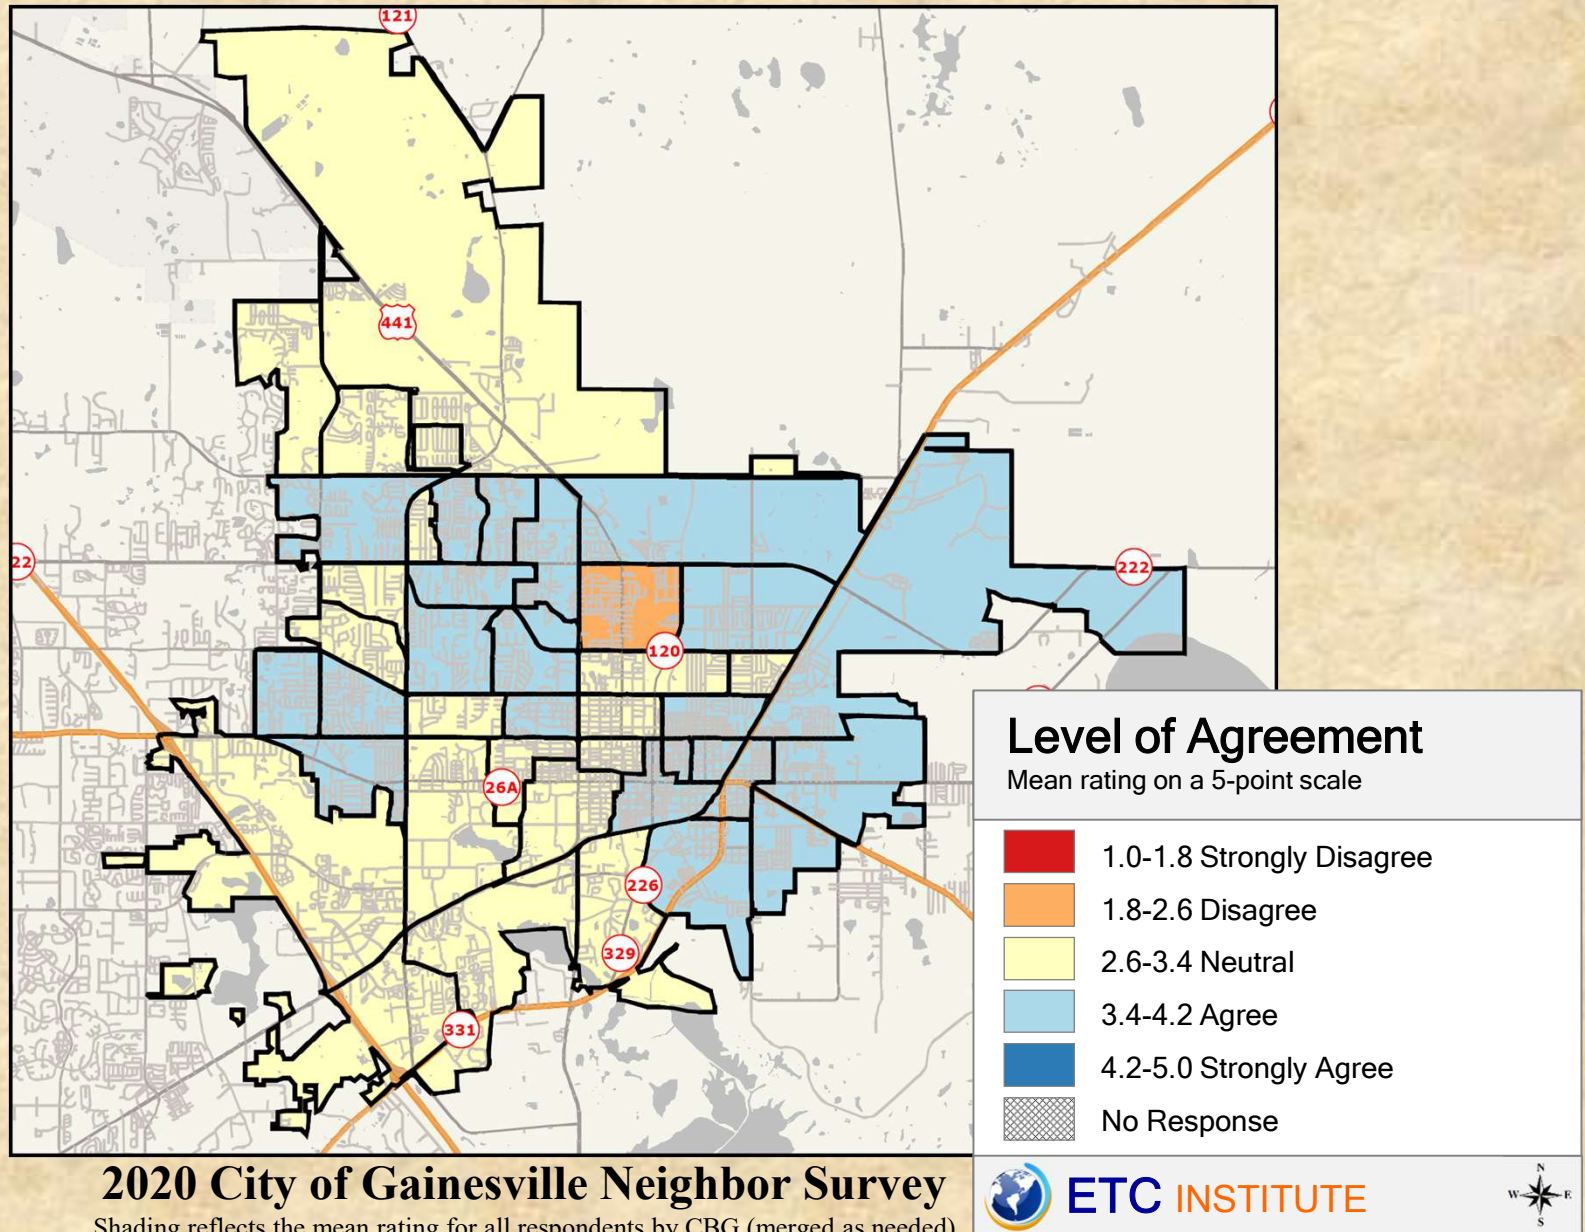 121
441
22
222
120
26A
226
329
331
Level of Agreement
Mean rating on a 5-point scale
1.0-1.8 Strongly Disagree
1.8-2.6 Disagree
2.6-3.4 Neutral
3.4-4.2 Agree
4.2-5.0 Strongly Agree
No Response
2020 City of Gainesville Neighbor Survey
Shading reflects the mean rating for all respondents by CBG (merged as needed)
ETC INSTITUTE
N
W E
S